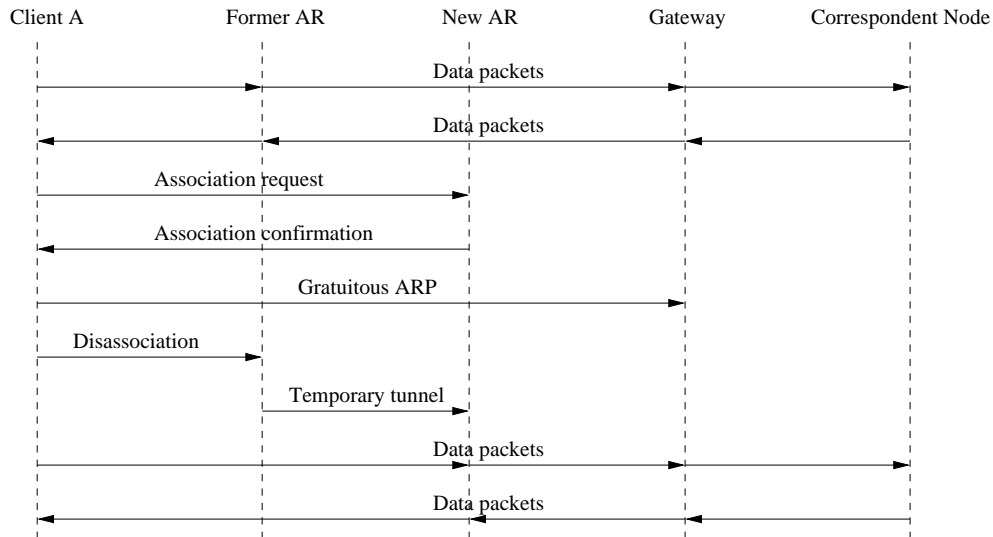 Client A Former AR New AR Gateway Correspondent Node
Data packets
Data packets
Association request
Association confirmation
Gratuitous ARP
Disassociation
Temporary tunnel
Data packets
Data packets